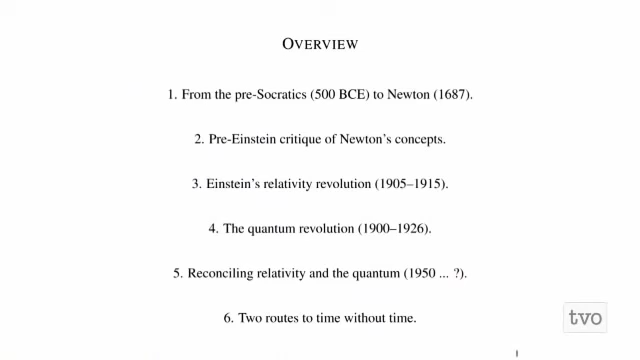 OVERVIEW
1. From the pre-Socratics (500 BCE) to Newton (1687).
2. Pre-Einstein critique of Newton's concepts.
3. Einstein's relativity revolution (1905–1915).
4. The quantum revolution (1900–1926).
5. Reconciling relativity and the quantum (1950 ... ?).
6. Two routes to time without time.
tvo